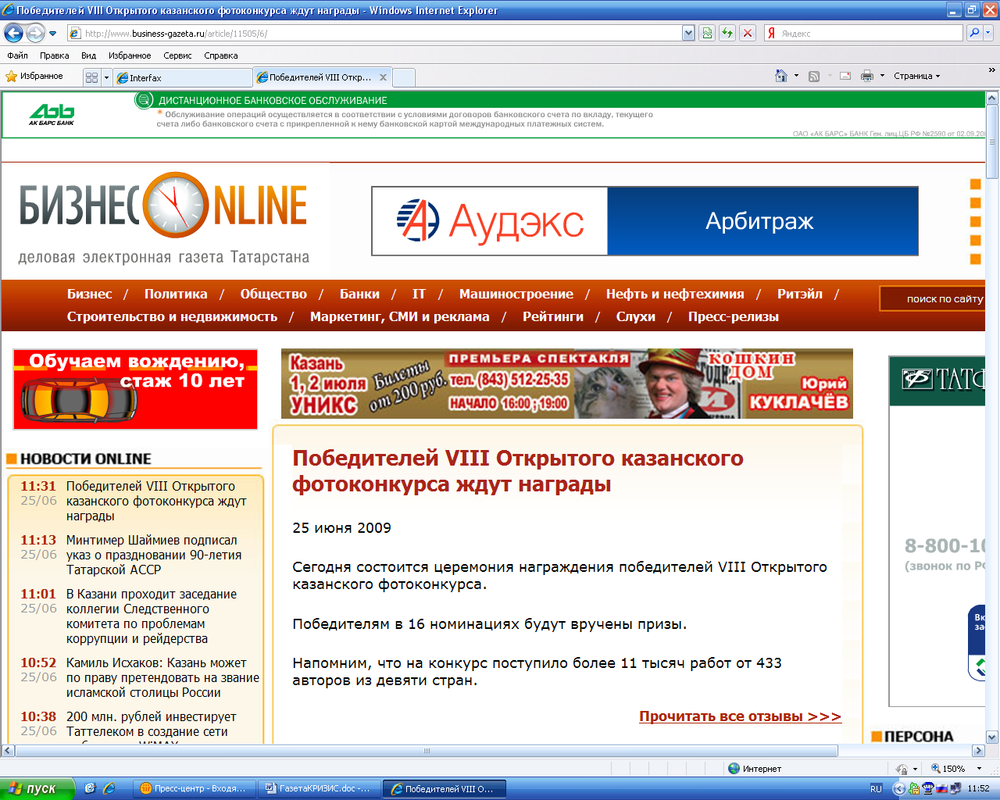 Победителей VIII Открытого казанского фотоконкурса ждут награды - Windows Internet Explorer
http://www.business-gazeta.ru/article/11505/6/
Яндекс
Файл Правка Вид Избранное Сервис Справка
Избранное
Interfax
Победителей VIII Откр...
Страница
АК БАРС БАНК
ДИСТАНЦИОННОЕ БАНКОВСКОЕ ОБСЛУЖИВАНИЕ
* Обслуживание операций осуществляется в соответствии с условиями договоров банковского счета по вкладу, текущего
счета либо банковского счета с прикрепленной к нему банковской картой международных платежных систем.
ОАО «АК БАРС» БАНК Ген. лиц.ЦБ РФ №2590 от 02.09.20
БИЗНЕС ONLINE
деловая электронная газета Татарстана
Аудэкс
Арбитраж
Бизнес / Политика / Общество / Банки / IT / Машиностроение / Нефть и нефтехимия / Ритэйл /
Строительство и недвижимость / Маркетинг, СМИ и реклама / Рейтинги / Слухи / Пресс-релизы
поиск по сайту
Обучаем вождению,
стаж 10 лет
Казань
1, 2 июля
УНИКС
Билеты
от 200 руб.
ПРЕМЬЕРА СПЕКТАКЛЯ
тел. (843) 512-25-35
НАЧАЛО 16:00 и 19:00
КОШКИН
ДОМ
Юрий
КУКЛАЧЁВ
ТАТФ
НОВОСТИ ONLINE
11:31
25/06
Победителей VIII Открытого
казанского фотоконкурса ждут
награды
11:13
25/06
Минтимер Шаймиев подписал
указ о праздновании 90-летия
Татарской АССР
11:01
25/06
В Казани проходит заседание
коллегии Следственного
комитета по проблемам
коррупции и рейдерства
10:52
25/06
Камиль Исхаков: Казань может
по праву претендовать на звание
исламской столицы России
10:38
25/06
200 млн. рублей инвестирует
Таттелеком в создание сети
Победителей VIII Открытого казанского
фотоконкурса ждут награды
25 июня 2009
Сегодня состоится церемония награждения победителей VIII Открытого
казанского фотоконкурса.
Победителям в 16 номинациях будут вручены призы.
Напомним, что на конкурс поступило более 11 тысяч работ от 433
авторов из девяти стран.
Прочитать все отзывы >>>
8-800-10
(звонок по РФ
Вк
за
ПЕРСОНА
Интернет
150%
пуск
Пресс-центр - Входя...
ГазетаКРИЗИС.doc -...
Победителей VIII О...
RU
11:52